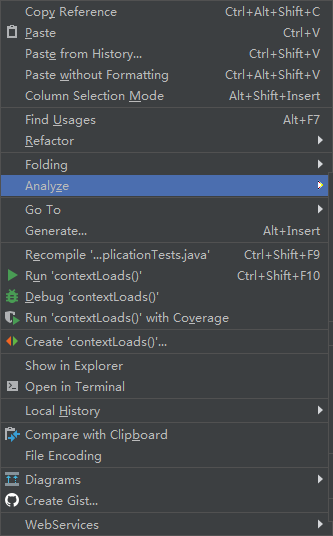 Copy Reference Ctrl+Alt+Shift+C
Paste Ctrl+V
Paste from History... Ctrl+Shift+V
Paste without Formatting Ctrl+Alt+Shift+V
Column Selection Mode Alt+Shift+Insert
Find Usages Alt+F7
Refactor
Folding
Analyze
Go To
Generate... Alt+Insert
Recompile '...plicationTests.java' Ctrl+Shift+F9
Run 'contextLoads()' Ctrl+Shift+F10
Debug 'contextLoads()'
Run 'contextLoads()' with Coverage
Create 'contextLoads()'...
Show in Explorer
Open in Terminal
Local History
Compare with Clipboard
File Encoding
Diagrams
Create Gist...
WebServices